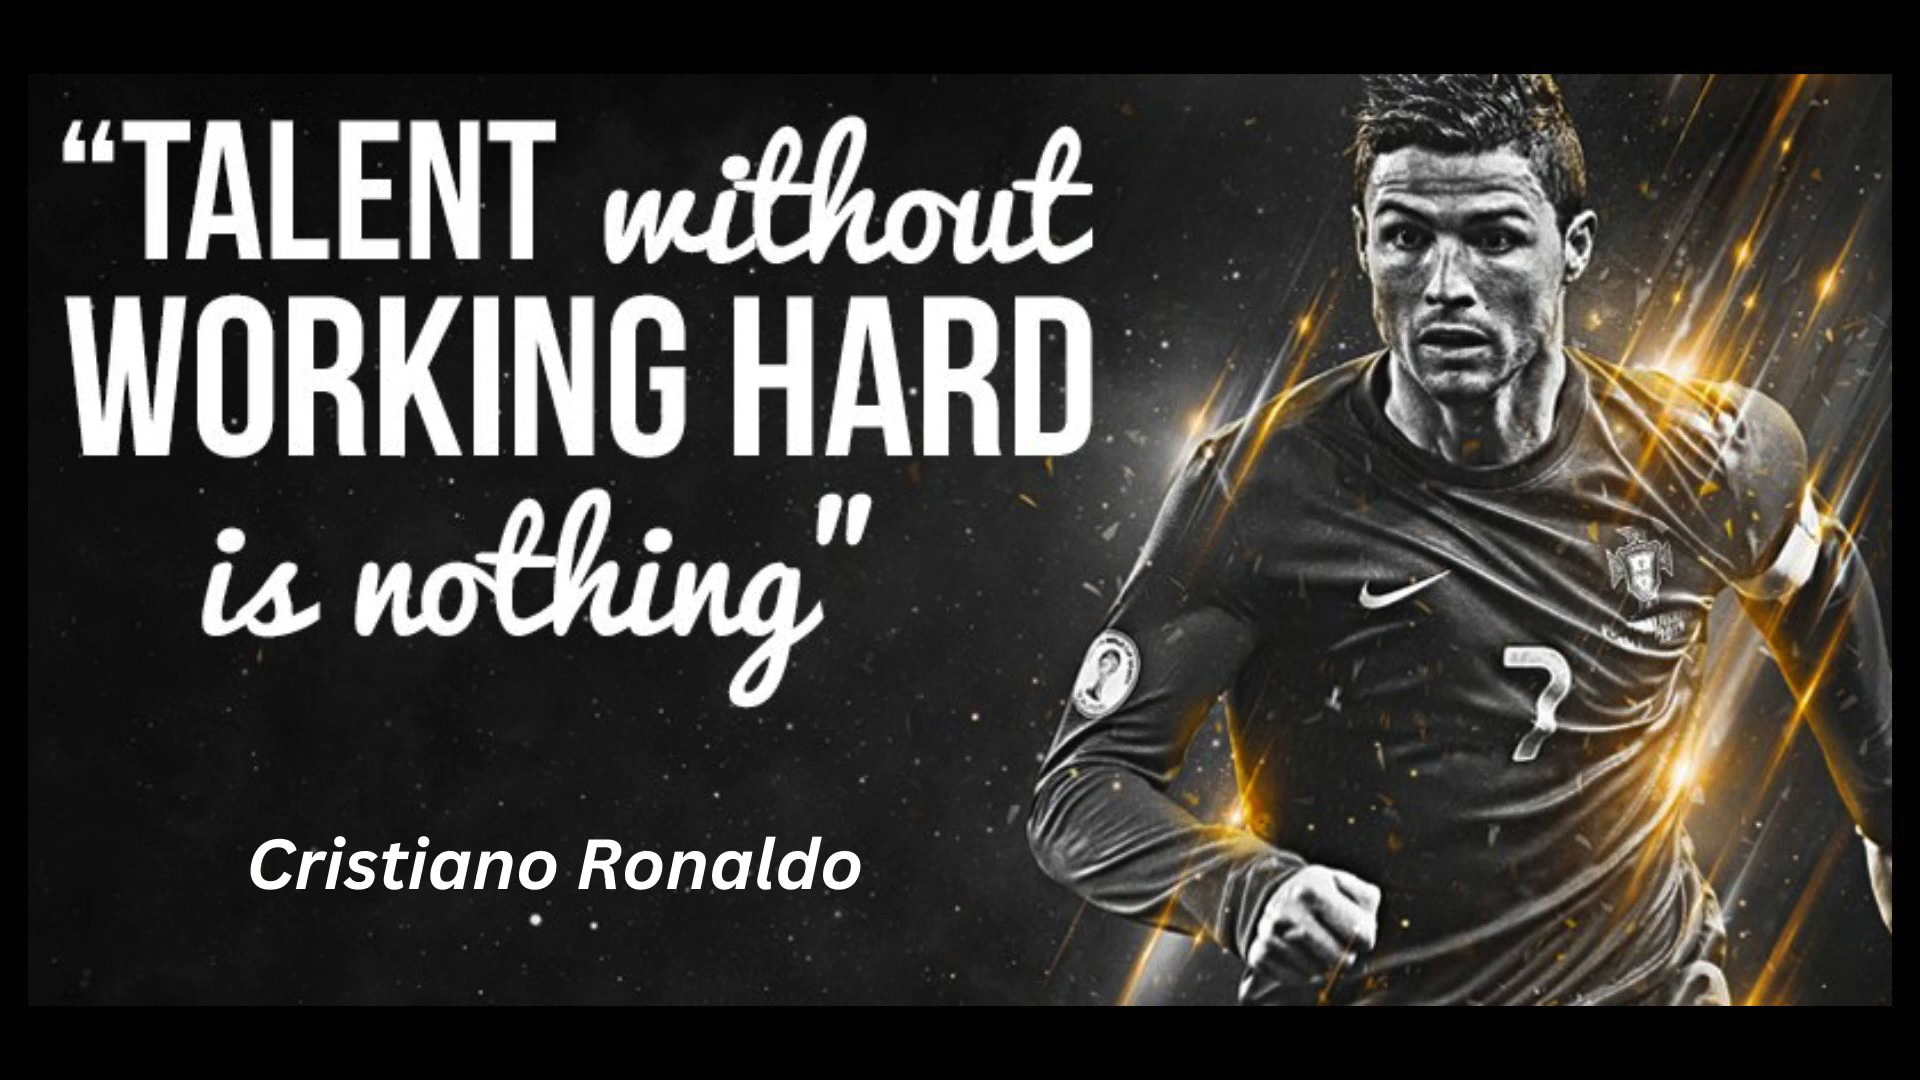 “TALENT without
WORKING HARD
is nothing”
Cristiano Ronaldo
7